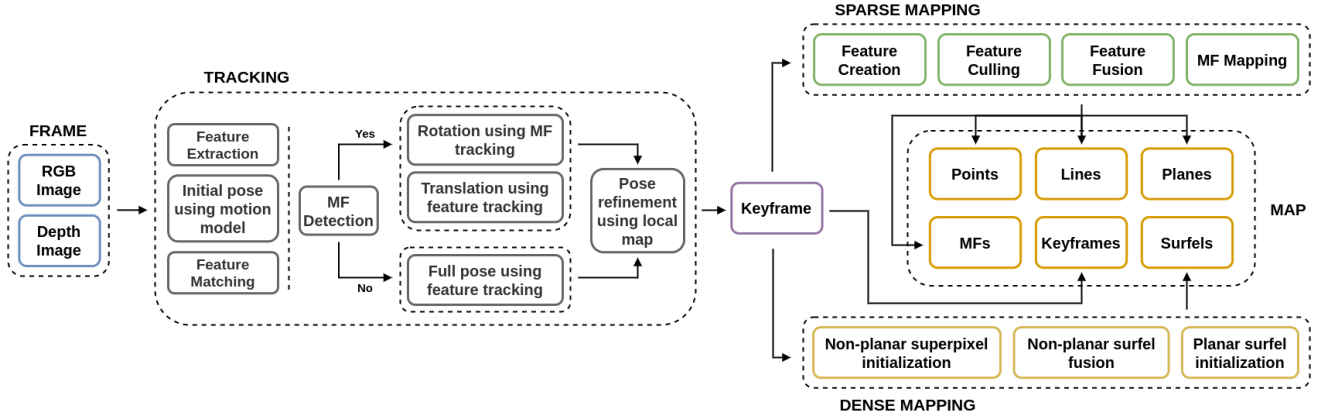 FRAME
RGB
Image
Depth
Image
TRACKING
Feature
Extraction
Initial pose
using motion
model
Feature
Matching
MF
Detection
Yes
No
Rotation using MF
tracking
Translation using
feature tracking
Full pose using
feature tracking
Pose
refinement
using local
map
Keyframe
SPARSE MAPPING
Feature
Creation
Feature
Culling
Feature
Fusion
MF Mapping
Points
Lines
Planes
MFs
Keyframes
Surfels
MAP
Non-planar superpixel
initialization
Non-planar surfel
fusion
Planar surfel
initialization
DENSE MAPPING